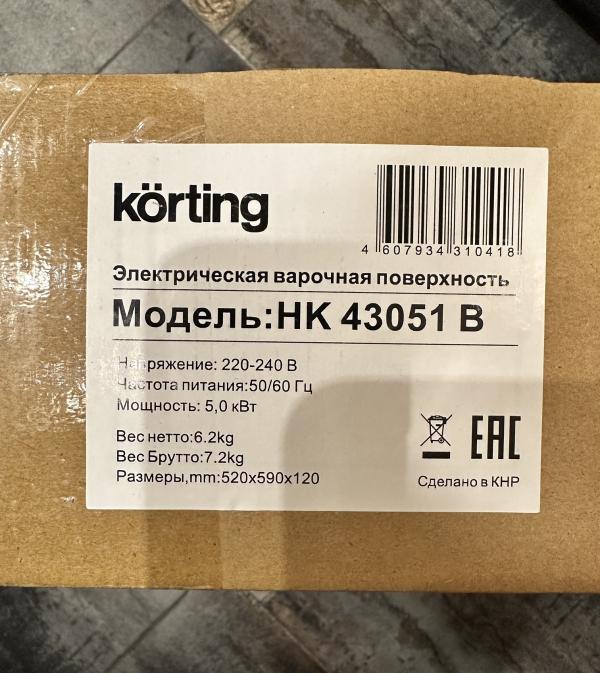 körting
4 607934 310418
Электрическая варочная поверхность
Модель:HK 43051 B
Напряжение: 220-240 В
Частота питания:50/60 Гц
Мощность: 5,0 кВт
Вес нетто:6.2kg
Вес Брутто:7.2kg
Размеры,mm:520x590x120
EAC
Сделано в КНР